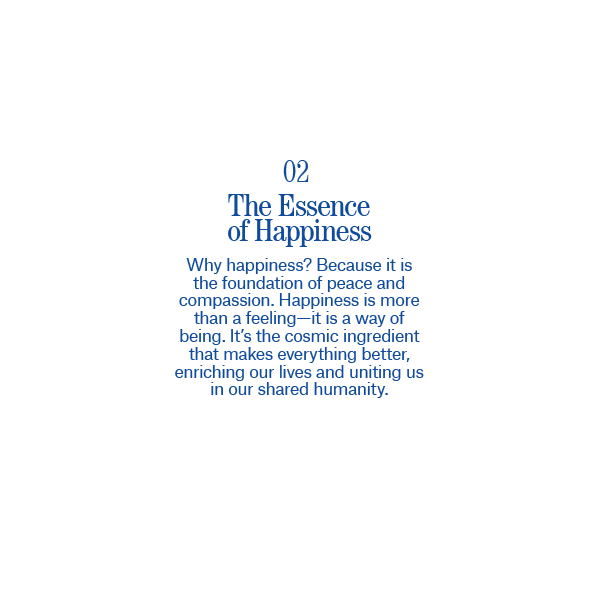 02
The Essence
of Happiness
Why happiness? Because it is
the foundation of peace and
compassion. Happiness is more
than a feeling—it is a way of
being. It’s the cosmic ingredient
that makes everything better,
enriching our lives and uniting us
in our shared humanity.